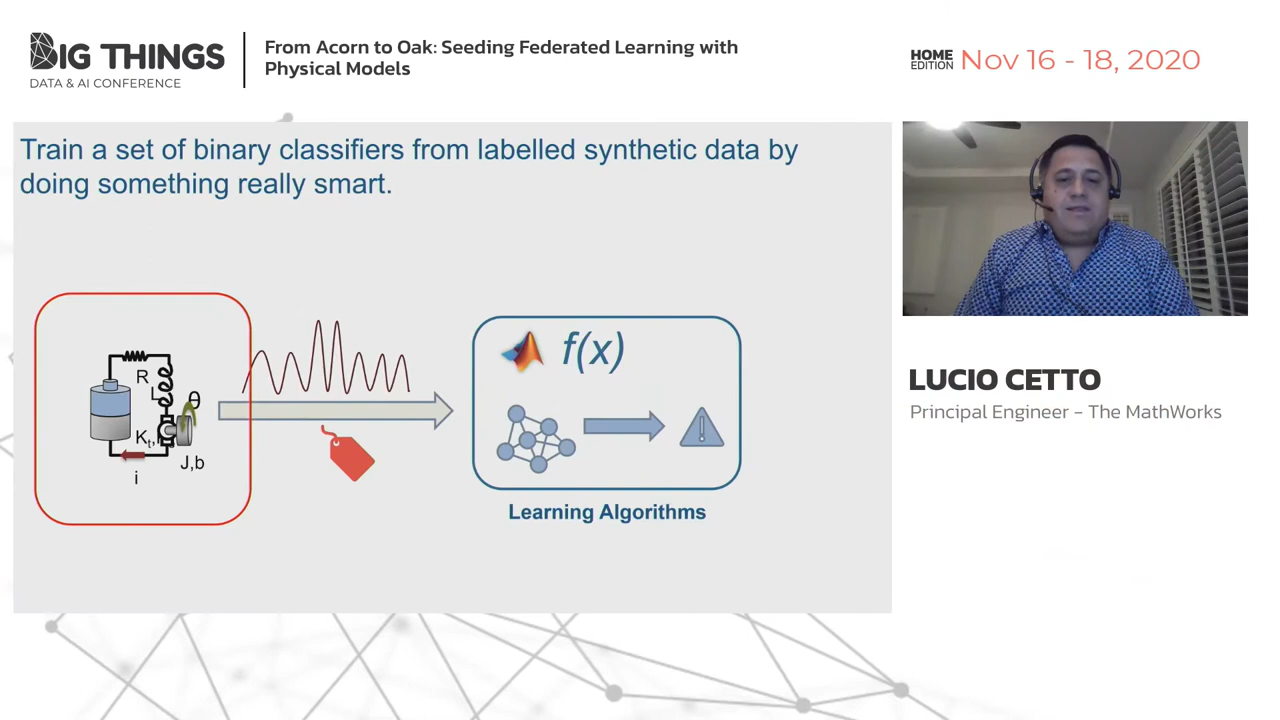 BIG THINGS
DATA & AI CONFERENCE
From Acorn to Oak: Seeding Federated Learning with
Physical Models
HOME
EDITION
Nov 16 - 18, 2020
Train a set of binary classifiers from labelled synthetic data by
doing something really smart.
R
L
θ
Kt,
J,b
i
f(x)
Learning Algorithms
LUCIO CETTO
Principal Engineer – The MathWorks